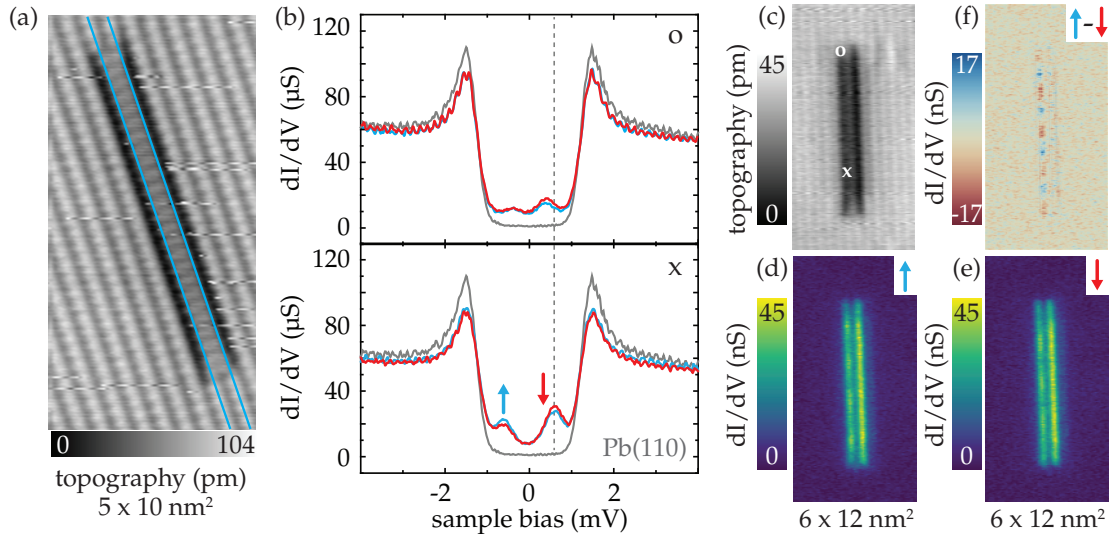 (a)
0 104
topography (pm)
5 x 10 nm²
(b)
120
80
40
0
dI/dV (µS)
o
120
80
40
0
dI/dV (µS)
x
Pb(110)
-2 0 2
sample bias (mV)
(c)
45
0
topography (pm)
o
x
(f)
17
-17
dI/dV (nS)
-
(d)
45
0
dI/dV (nS)
6 x 12 nm²
(e)
45
0
dI/dV (nS)
6 x 12 nm²